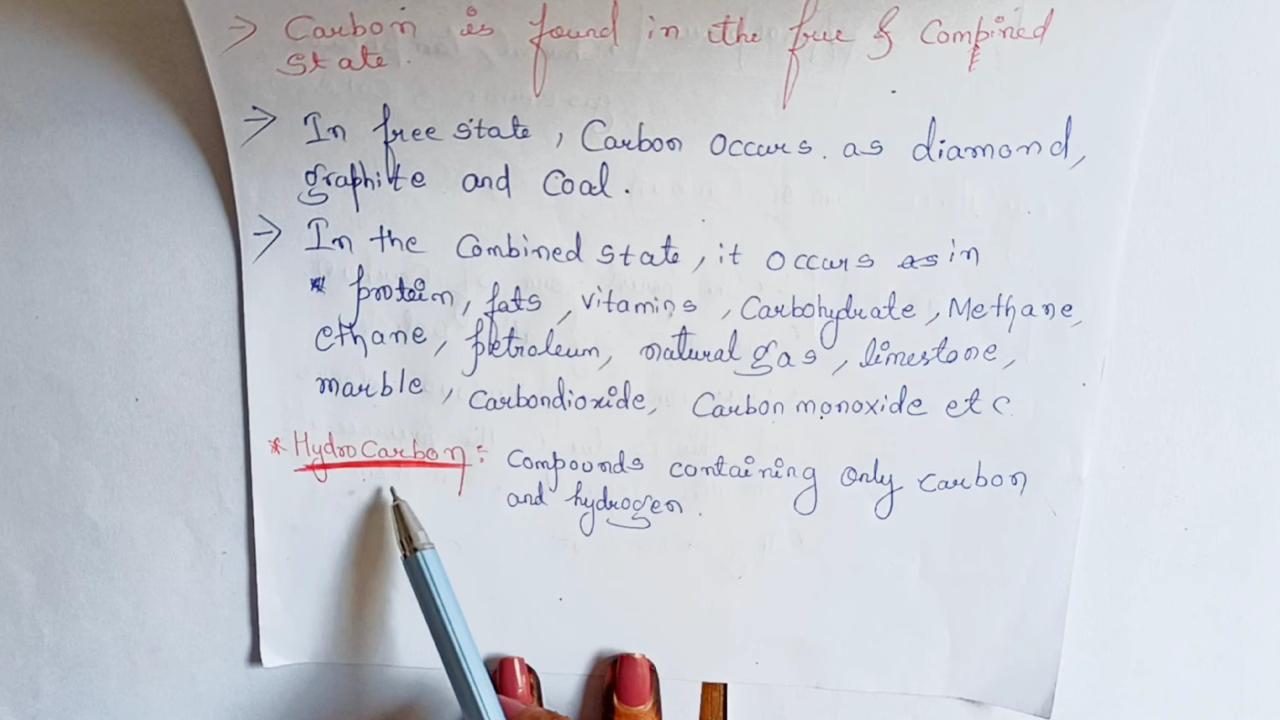 → Carbon is found in the free & Combined
State.
→ In free state, Carbon occurs. as diamond,
graphite and Coal.
→ In the Combined State, it occurs as in
* protein, fats, vitamins, Carbohydrate, Methane,
ethane, petroleum, natural gas, limestone,
marble, Carbondioxide, Carbon monoxide etc
* HydroCarbon: Compounds containing only carbon
and hydrogen.